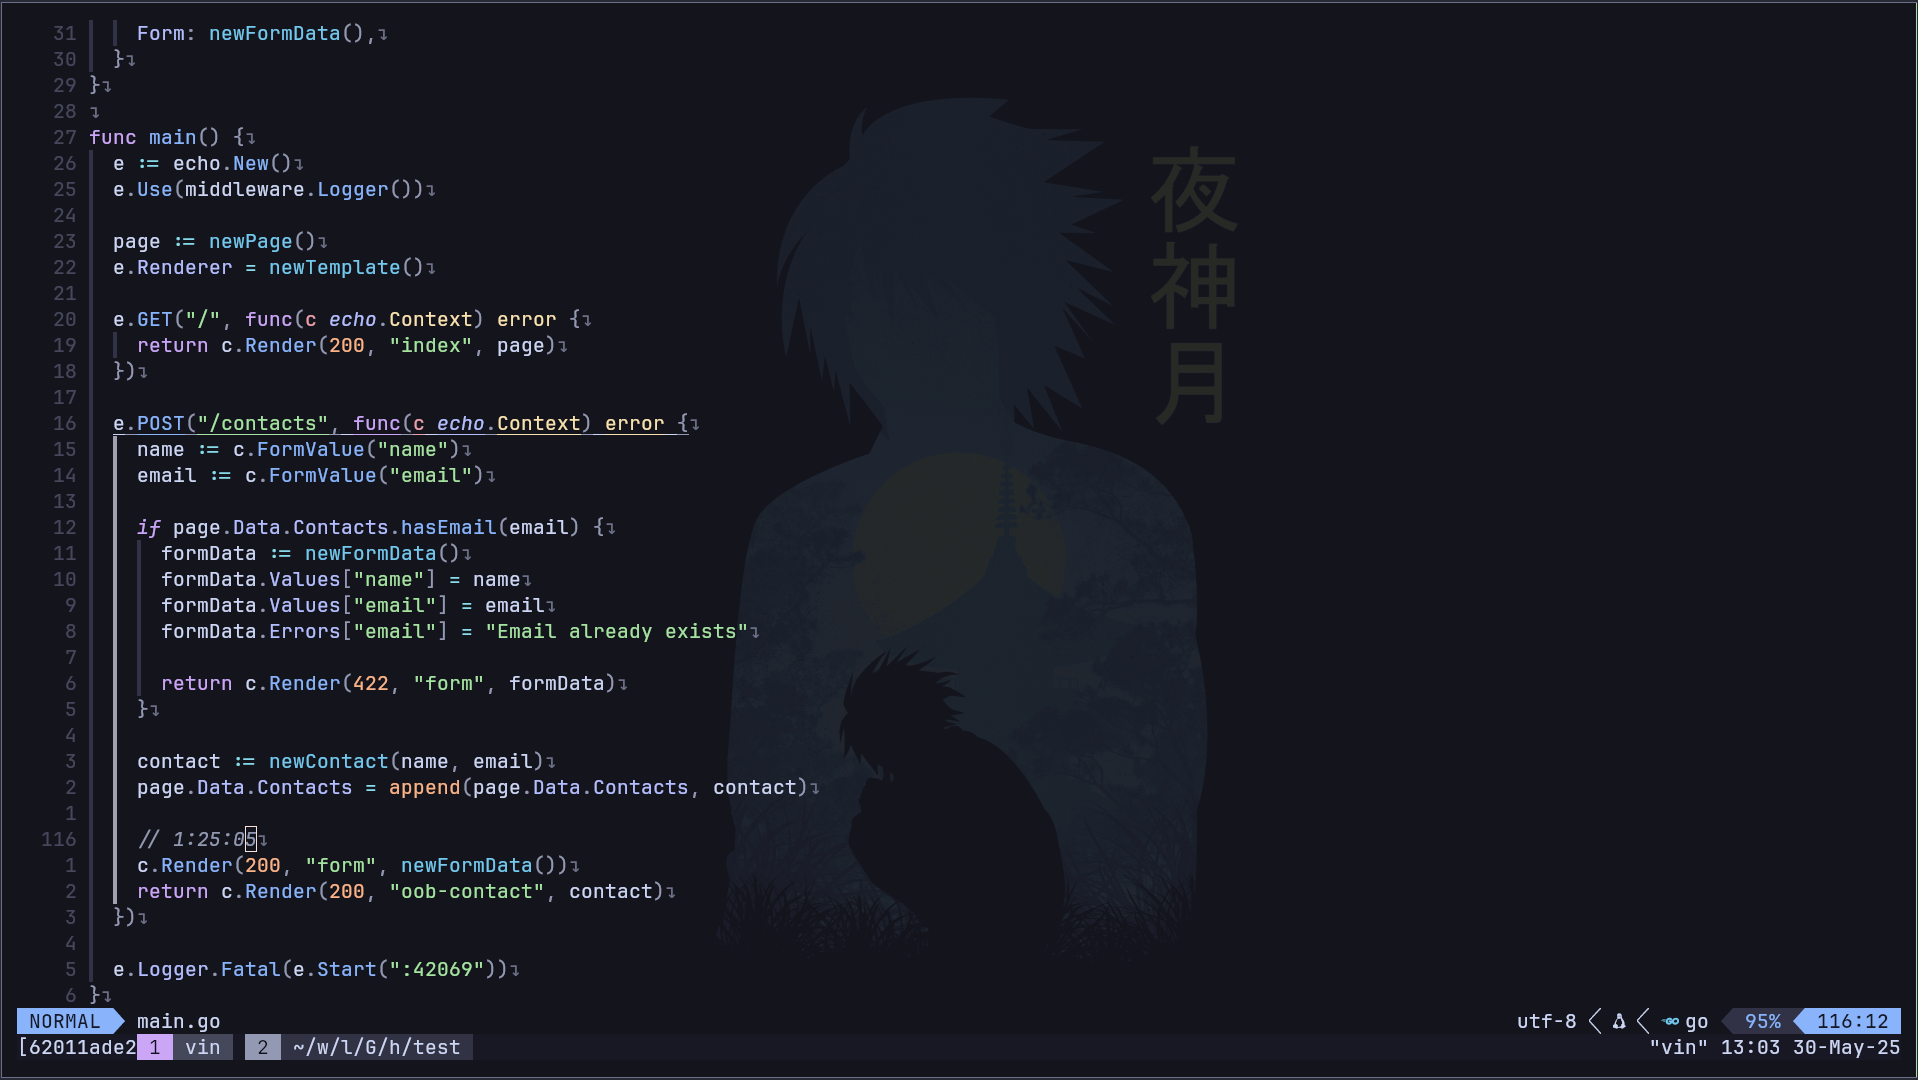 31 Form: newFormData(),
30 }
29 }
28
27 func main() {
26 e := echo.New()
25 e.Use(middleware.Logger())
24
23 page := newPage()
22 e.Renderer = newTemplate()
21
20 e.GET("/", func(c echo.Context) error {
19 return c.Render(200, "index", page)
18 })
17
16 e.POST("/contacts", func(c echo.Context) error {
15 name := c.FormValue("name")
14 email := c.FormValue("email")
13
12 if page.Data.Contacts.hasEmail(email) {
11 formData := newFormData()
10 formData.Values["name"] = name
9 formData.Values["email"] = email
8 formData.Errors["email"] = "Email already exists"
7
6 return c.Render(422, "form", formData)
5 }
4
3 contact := newContact(name, email)
2 page.Data.Contacts = append(page.Data.Contacts, contact)
1
116 // 1:25:05
1 c.Render(200, "form", newFormData())
2 return c.Render(200, "oob-contact", contact)
3 })
4
5 e.Logger.Fatal(e.Start(":42069"))
6 }
夜神月
NORMAL main.go utf-8 go 95% 116:12
[62011ade2 1 vin 2 ~/w/l/G/h/test "vin" 13:03 30-May-25